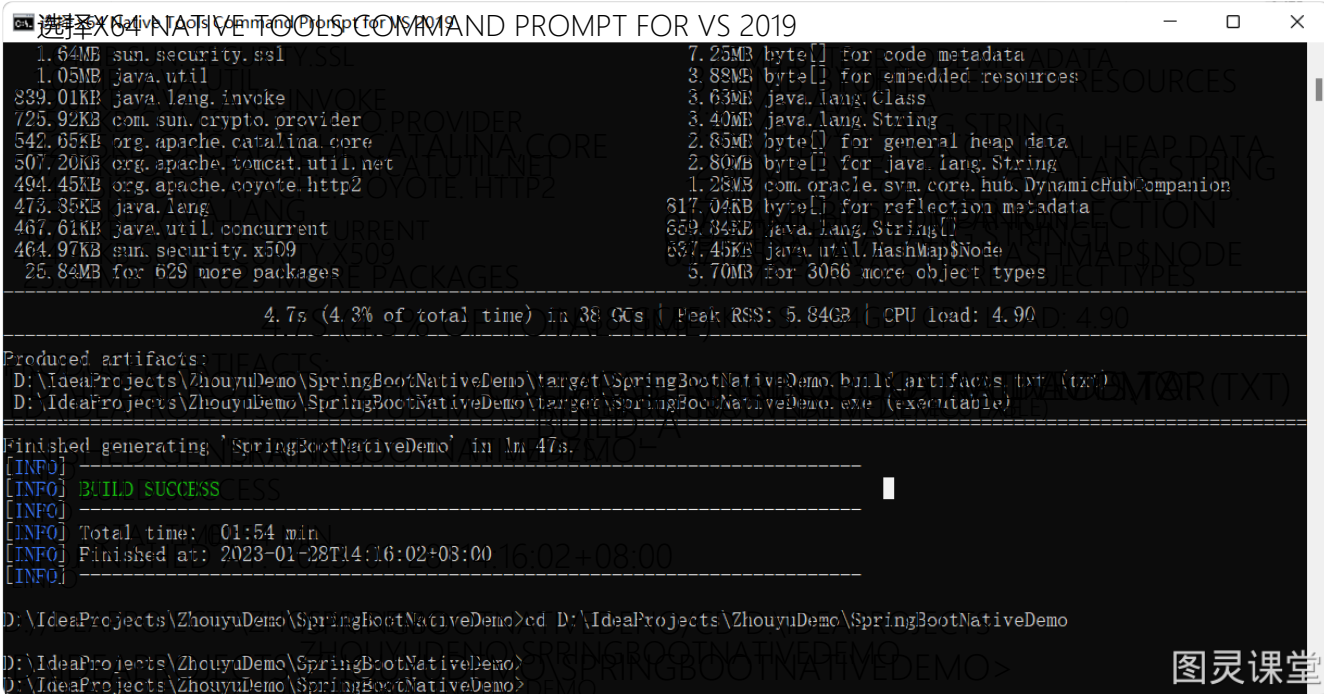 选择X64 NATIVE TOOLS COMMAND PROMPT FOR VS 2019
1.64MB sun.security.ssl 7.25MB byte[] for code metadata
1.05MB java.util 3.88MB byte[] for embedded resources
839.01KB java.lang.invoke 3.63MB java.lang.Class
725.92KB com.sun.crypto.provider 3.40MB java.lang.String
542.65KB org.apache.catalina.core 2.85MB byte[] for general heap data
507.20KB org.apache.tomcat.util.net 2.80MB byte[] for java.lang.String
494.45KB org.apache.coyote.http2 1.28MB com.oracle.svm.core.hub.DynamicHubCompanion
473.85KB java.lang 817.04KB byte[] for reflection metadata
467.61KB java.util.concurrent 659.84KB java.lang.String[]
464.97KB sun.security.x509 637.45KB java.util.HashMap$Node
25.84MB for 629 more packages 5.70MB for 3066 more object types
4.7s (4.3% of total time) in 38 GCs | Peak RSS: 5.84GB | CPU load: 4.90
Produced artifacts:
D:\IdeaProjects\ZhouyuDemo\SpringBootNativeDemo\target\SpringBootNativeDemo.build_artifacts.txt (txt)
D:\IdeaProjects\ZhouyuDemo\SpringBootNativeDemo\target\SpringBootNativeDemo.exe (executable)
Finished generating 'SpringBootNativeDemo' in 1m 47s.
[INFO] ------------------------------------------------------------------------
[INFO] BUILD SUCCESS
[INFO] ------------------------------------------------------------------------
[INFO] Total time:  01:54 min
[INFO] Finished at: 2023-01-28T14:16:02+08:00
[INFO] ------------------------------------------------------------------------
D:\IdeaProjects\ZhouyuDemo\SpringBootNativeDemo>cd D:\IdeaProjects\ZhouyuDemo\SpringBootNativeDemo
D:\IdeaProjects\ZhouyuDemo\SpringBootNativeDemo>
D:\IdeaProjects\ZhouyuDemo\SpringBootNativeDemo>
图灵课堂